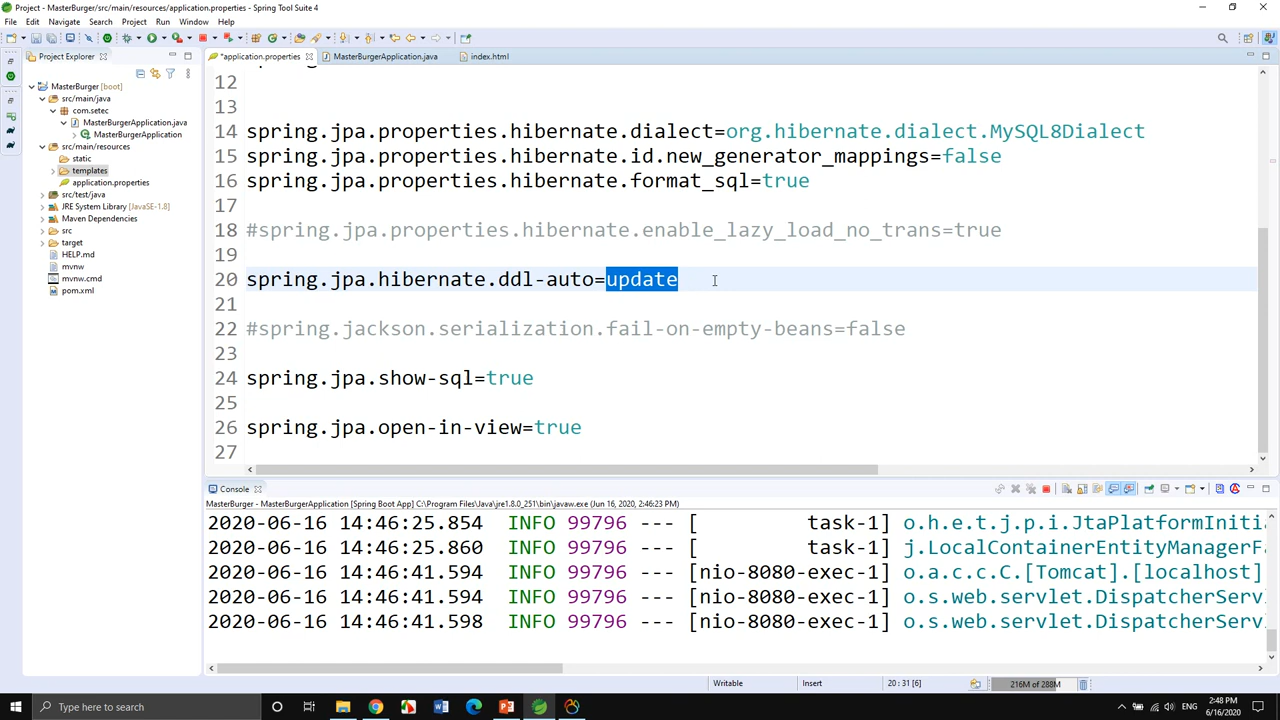 Project - MasterBurger/src/main/resources/application.properties - Spring Tool Suite 4
File Edit Navigate Search Project Run Window Help
Project Explorer
MasterBurger [boot]
src/main/java
com.setec
MasterBurgerApplication.java
MasterBurgerApplication
src/main/resources
static
templates
application.properties
src/test/java
JRE System Library [JavaSE-1.8]
Maven Dependencies
src
target
HELP.md
mvnw
mvnw.cmd
pom.xml
*application.properties MasterBurgerApplication.java index.html
12
13
14 spring.jpa.properties.hibernate.dialect=org.hibernate.dialect.MySQL8Dialect
15 spring.jpa.properties.hibernate.id.new_generator_mappings=false
16 spring.jpa.properties.hibernate.format_sql=true
17
18 #spring.jpa.properties.hibernate.enable_lazy_load_no_trans=true
19
20 spring.jpa.hibernate.ddl-auto=update
21
22 #spring.jackson.serialization.fail-on-empty-beans=false
23
24 spring.jpa.show-sql=true
25
26 spring.jpa.open-in-view=true
27
Console
MasterBurger - MasterBurgerApplication [Spring Boot App] C:\Program Files\Java\jre1.8.0_251\bin\javaw.exe (Jun 16, 2020, 2:46:23 PM)
2020-06-16 14:46:25.854 INFO 99796 --- [ task-1] o.h.e.t.j.p.i.JtaPlatformInitia
2020-06-16 14:46:25.860 INFO 99796 --- [ task-1] j.LocalContainerEntityManagerFa
2020-06-16 14:46:41.594 INFO 99796 --- [nio-8080-exec-1] o.a.c.c.C.[Tomcat].[localhost]
2020-06-16 14:46:41.594 INFO 99796 --- [nio-8080-exec-1] o.s.web.servlet.DispatcherServ
2020-06-16 14:46:41.598 INFO 99796 --- [nio-8080-exec-1] o.s.web.servlet.DispatcherServ
Writable Insert 20 : 31 [6] 216M of 288M
Type here to search
ENG
2:48 PM
6/16/2020